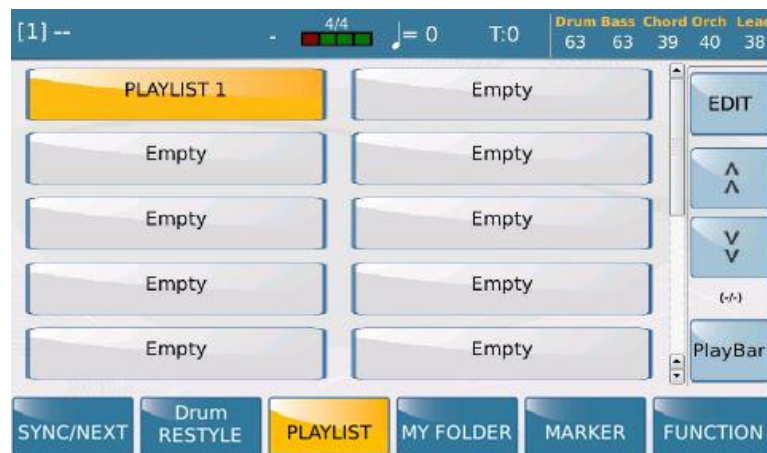 [1] -- - 4/4 ♩= 0 T:0 Drum Bass Chord Orch Lead
63 63 39 40 38
PLAYLIST 1 Empty EDIT
Empty Empty
Empty Empty
Empty Empty (-/-)
Empty Empty PlayBar
SYNC/NEXT Drum RESTYLE PLAYLIST MY FOLDER MARKER FUNCTION